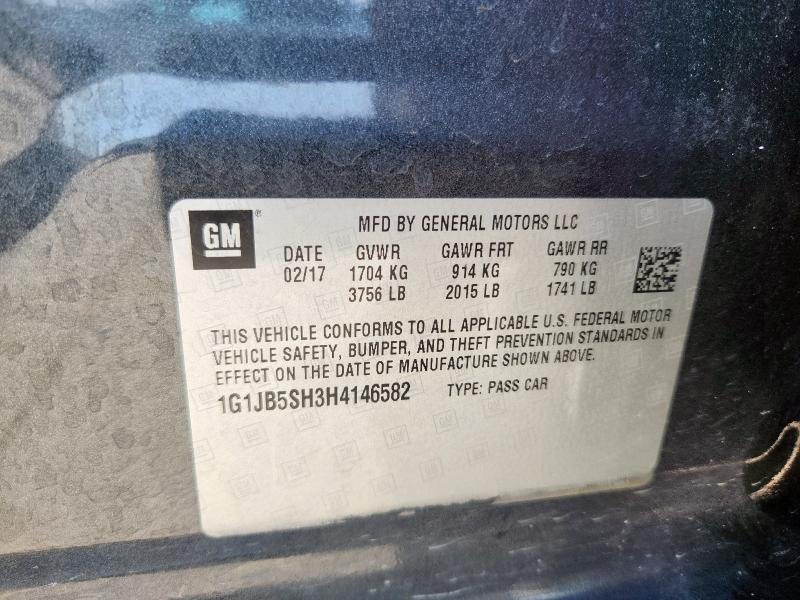 GM
MFD BY GENERAL MOTORS LLC
DATE GVWR GAWR FRT GAWR RR
02/17 1704 KG 914 KG 790 KG
3756 LB 2015 LB 1741 LB
THIS VEHICLE CONFORMS TO ALL APPLICABLE U.S. FEDERAL MOTOR
VEHICLE SAFETY, BUMPER, AND THEFT PREVENTION STANDARDS IN
EFFECT ON THE DATE OF MANUFACTURE SHOWN ABOVE.
1G1JB5SH3H4146582 TYPE: PASS CAR